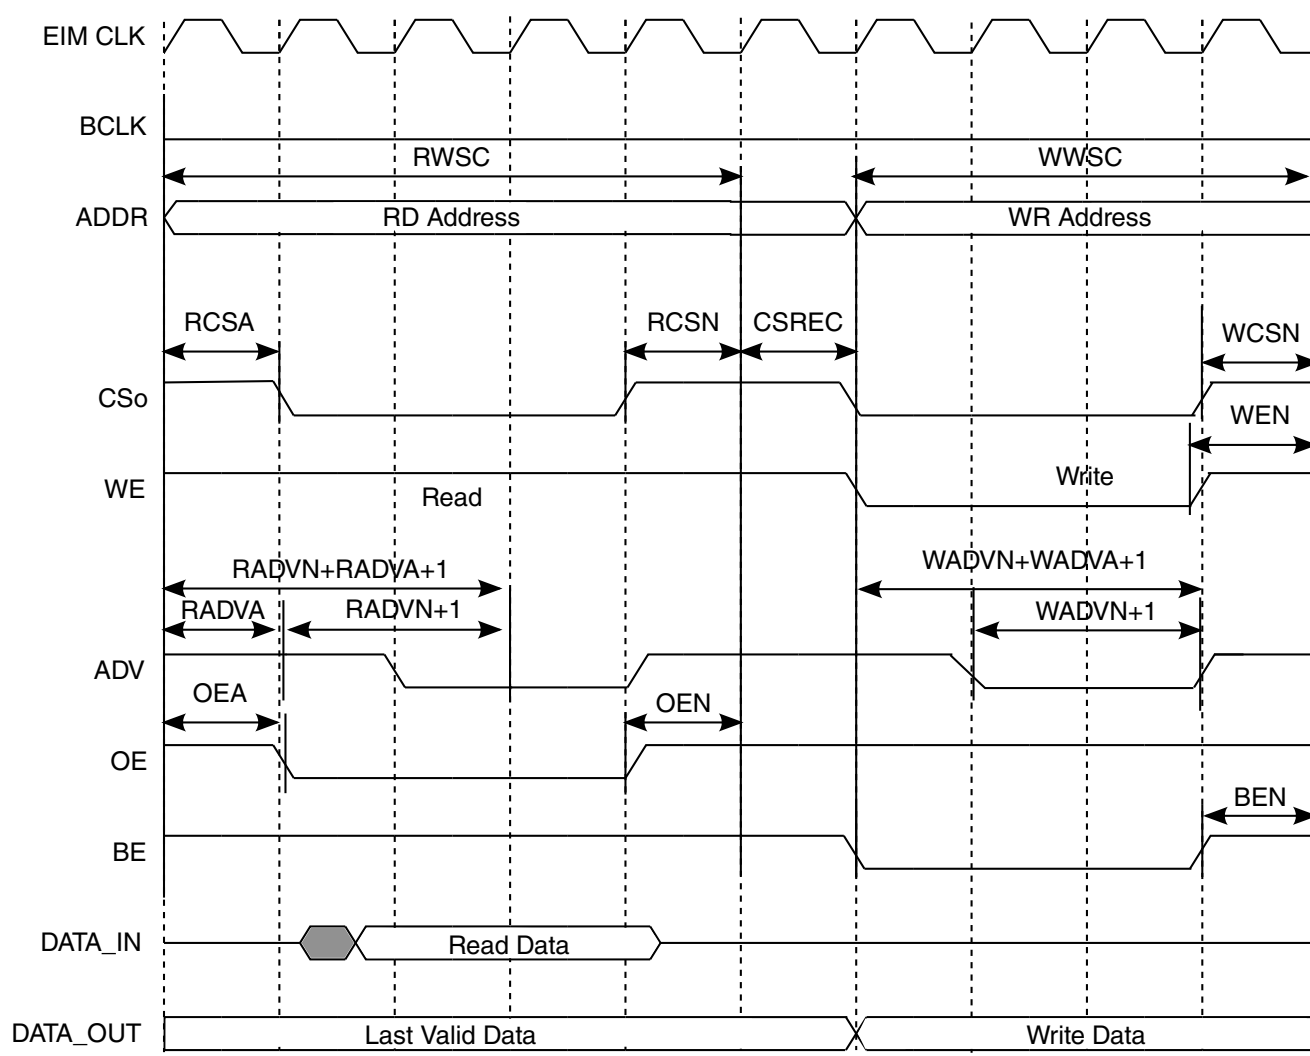 EIM CLK
BCLK
RWSC
WWSC
ADDR
RD Address
WR Address
RCSA
RCSN
CSREC
WCSN
CSo
WEN
WE
Read
Write
RADVN+RADVA+1
WADVN+WADVA+1
RADVA
RADVN+1
WADVN+1
ADV
OEA
OEN
OE
BEN
BE
DATA_IN
Read Data
DATA_OUT
Last Valid Data
Write Data